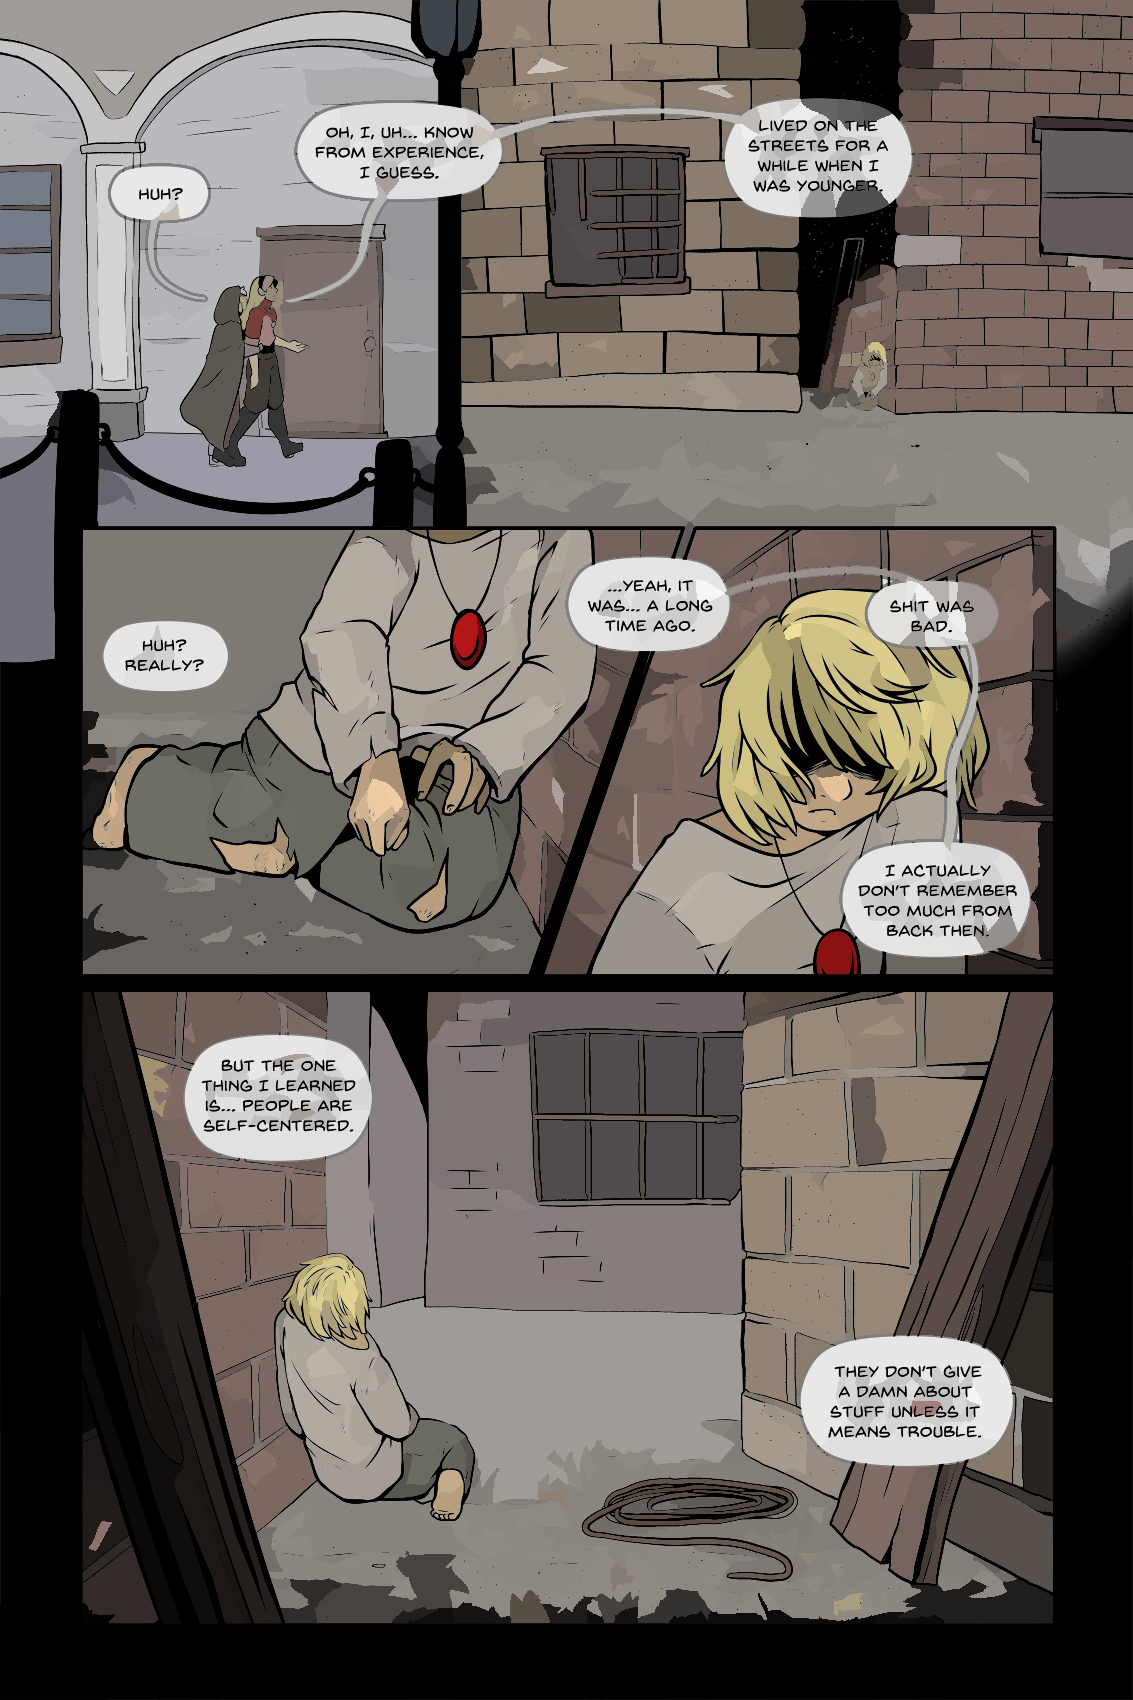 HUH?
OH, I, UH... KNOW
FROM EXPERIENCE,
I GUESS.
LIVED ON THE
STREETS FOR A
WHILE WHEN I
WAS YOUNGER.
HUH?
REALLY?
...YEAH, IT
WAS... A LONG
TIME AGO.
SHIT WAS
BAD.
I ACTUALLY
DON'T REMEMBER
TOO MUCH FROM
BACK THEN.
BUT THE ONE
THING I LEARNED
IS... PEOPLE ARE
SELF-CENTERED.
THEY DON'T GIVE
A DAMN ABOUT
STUFF UNLESS IT
MEANS TROUBLE.